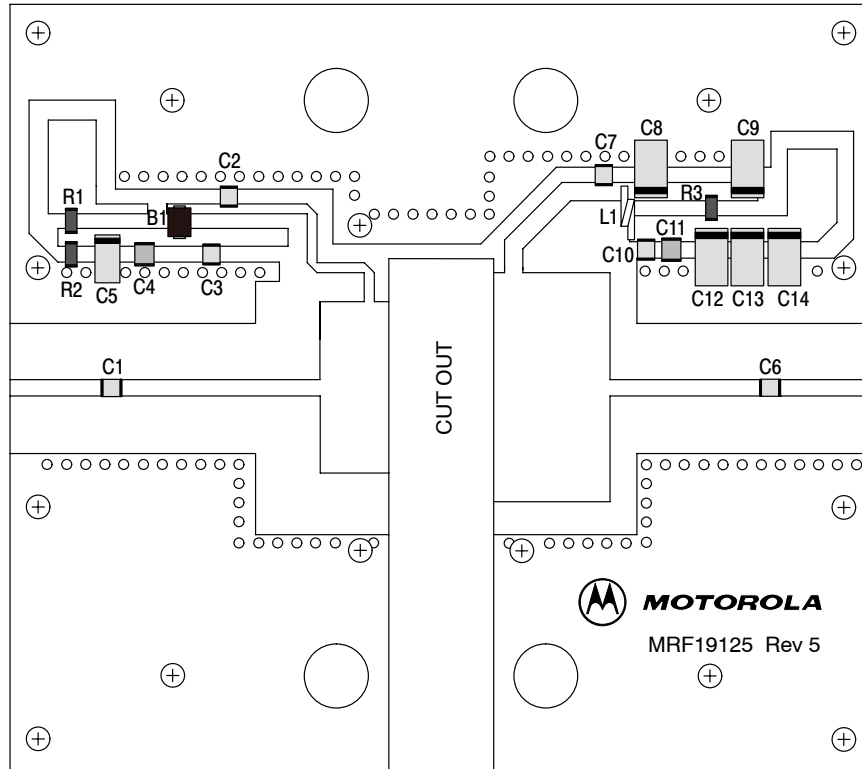 C7 C8 C9
C2
R1 B1 R3
L1
C11
C10
R2 C5 C4 C3
C12 C13 C14
C1 C6
CUT OUT
MOTOROLA
MRF19125 Rev 5